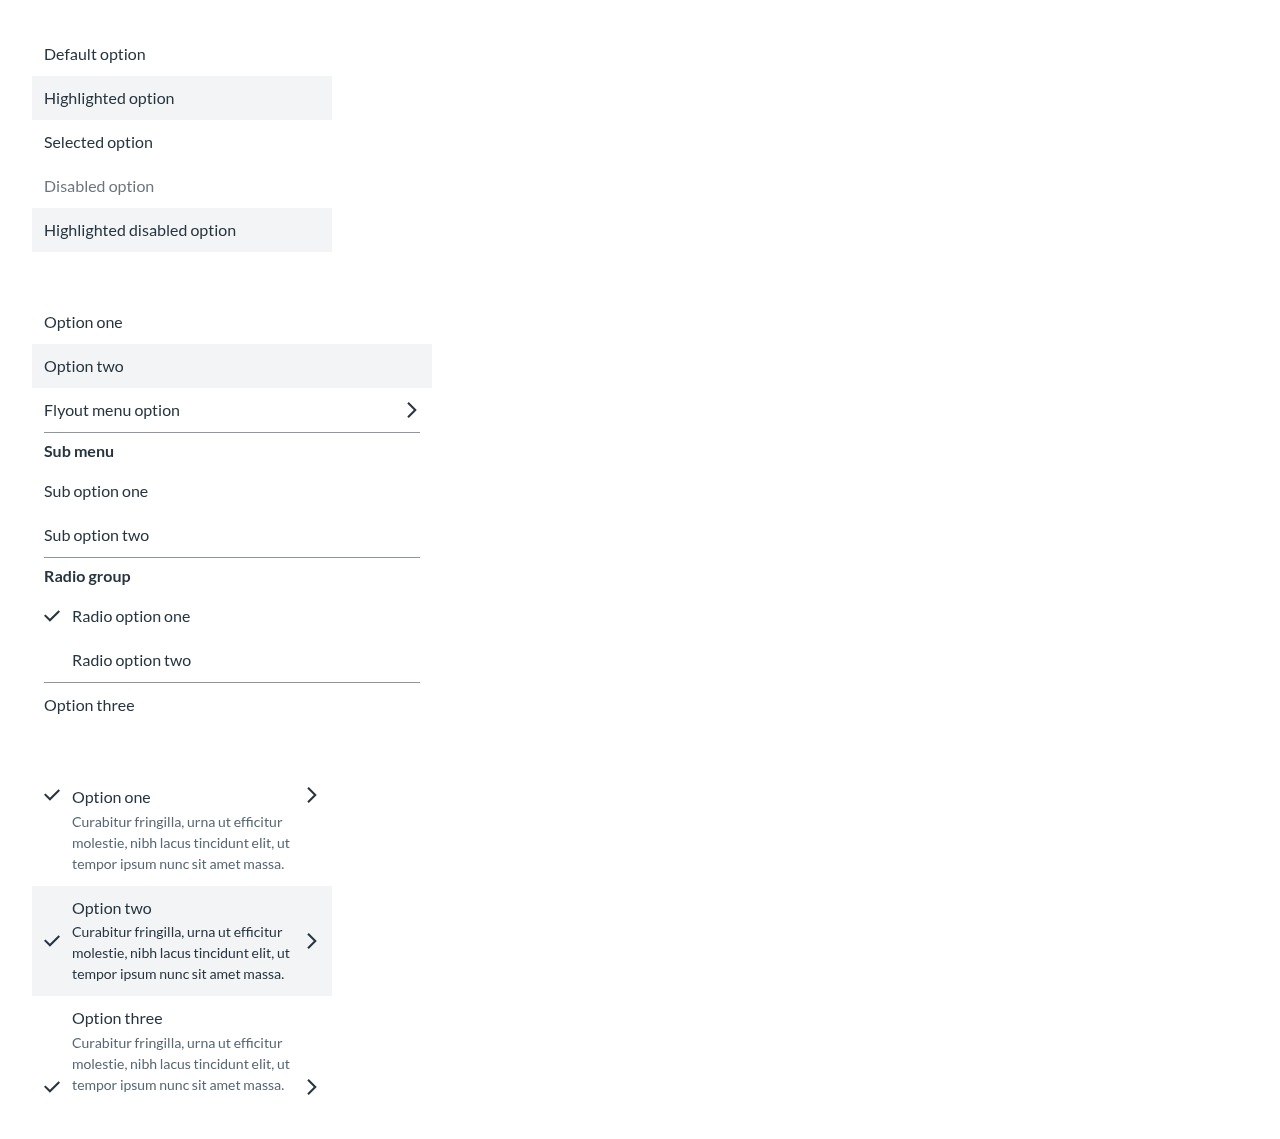 Default option
Highlighted option
Selected option
Disabled option
Highlighted disabled option
Option one
Option two
Flyout menu option
Sub menu
Sub option one
Sub option two
Radio group
Radio option one
Radio option two
Option three
Option one
Curabitur fringilla, urna ut efficitur
molestie, nibh lacus tincidunt elit, ut
tempor ipsum nunc sit amet massa.
Option two
Curabitur fringilla, urna ut efficitur
molestie, nibh lacus tincidunt elit, ut
tempor ipsum nunc sit amet massa.
Option three
Curabitur fringilla, urna ut efficitur
molestie, nibh lacus tincidunt elit, ut
tempor ipsum nunc sit amet massa.